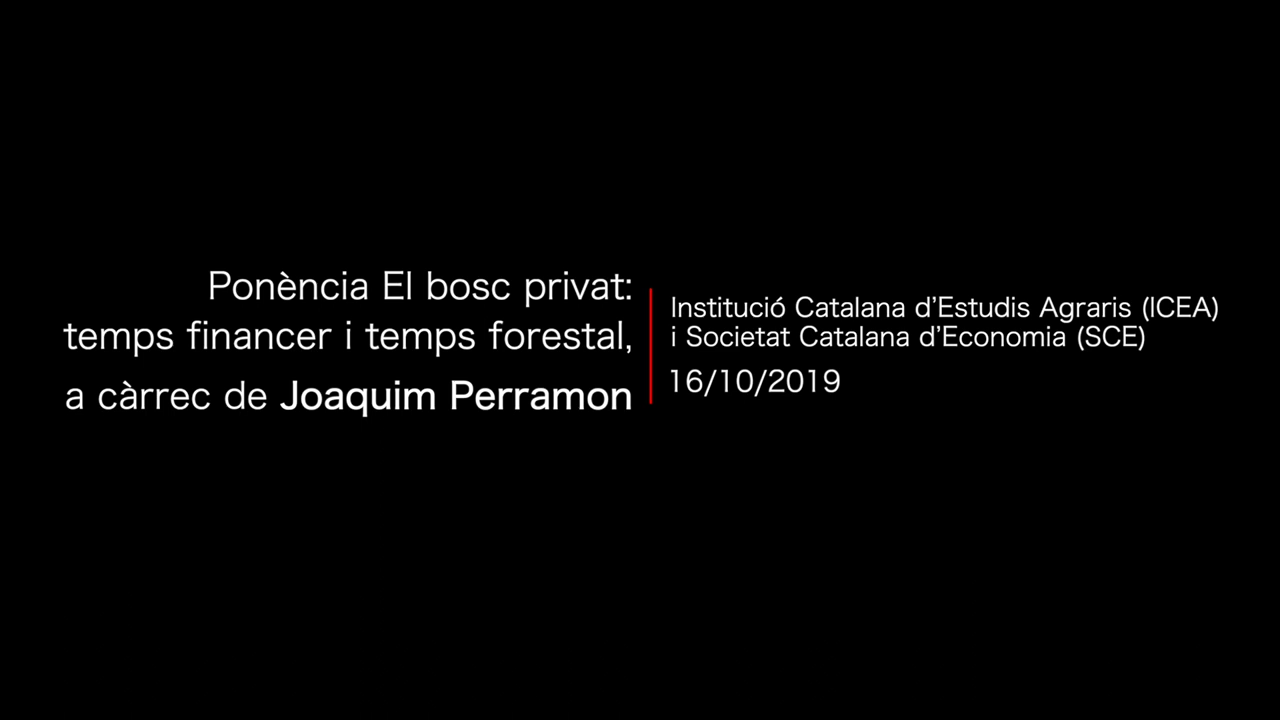 Ponència El bosc privat:
temps financer i temps forestal,
a càrrec de Joaquim Perramon
Institució Catalana d’Estudis Agraris (ICEA)
i Societat Catalana d’Economia (SCE)
16/10/2019